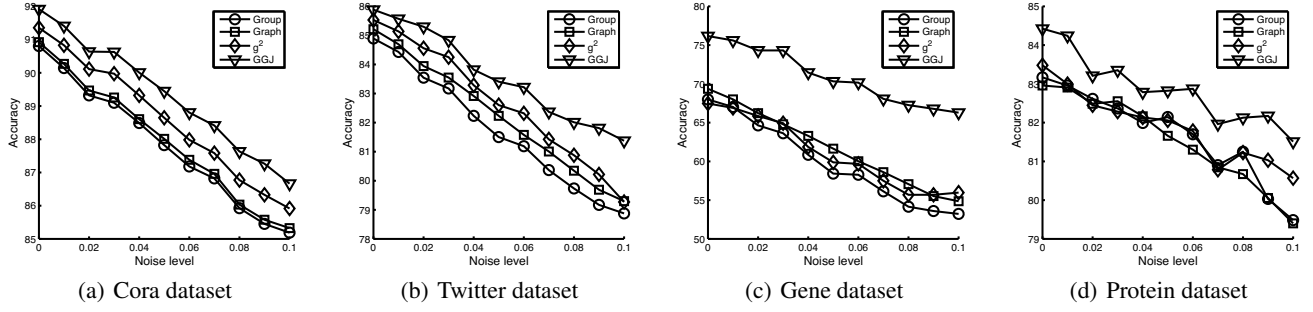 92
91
90
89
88
87
86
85
Accuracy
0 0.02 0.04 0.06 0.08 0.1
Noise level
Group
Graph
g²
GGJ
(a) Cora dataset
86
85
84
83
82
81
80
79
78
Accuracy
0 0.02 0.04 0.06 0.08 0.1
Noise level
Group
Graph
g²
GGJ
(b) Twitter dataset
80
75
70
65
60
55
50
Accuracy
0 0.02 0.04 0.06 0.08 0.1
Noise level
Group
Graph
g²
GGJ
(c) Gene dataset
85
84
83
82
81
80
79
Accuracy
0 0.02 0.04 0.06 0.08 0.1
Noise level
Group
Graph
g²
GGJ
(d) Protein dataset